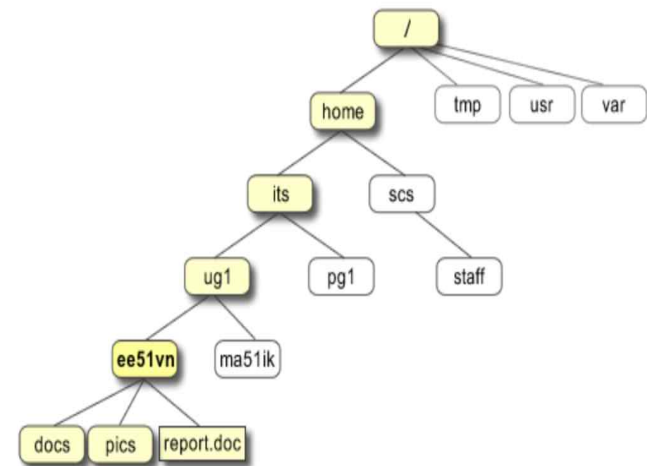 /
home
tmp
usr
var
its
scs
ug1
pg1
staff
ee51vn
ma51ik
docs
pics
report.doc